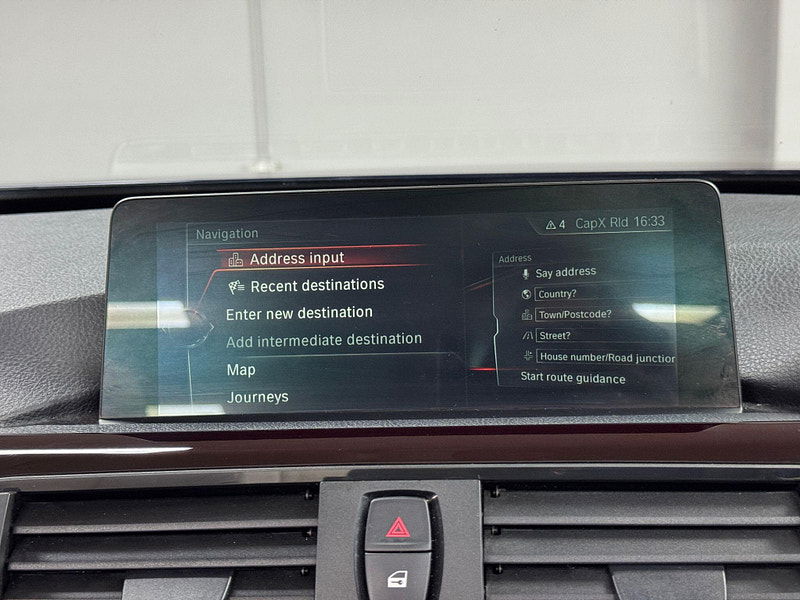 Navigation
4 CapX Rld 16:33
Address input
Recent destinations
Enter new destination
Add intermediate destination
Map
Journeys
Address
Say address
Country?
Town/Postcode?
Street?
House number/Road junction
Start route guidance